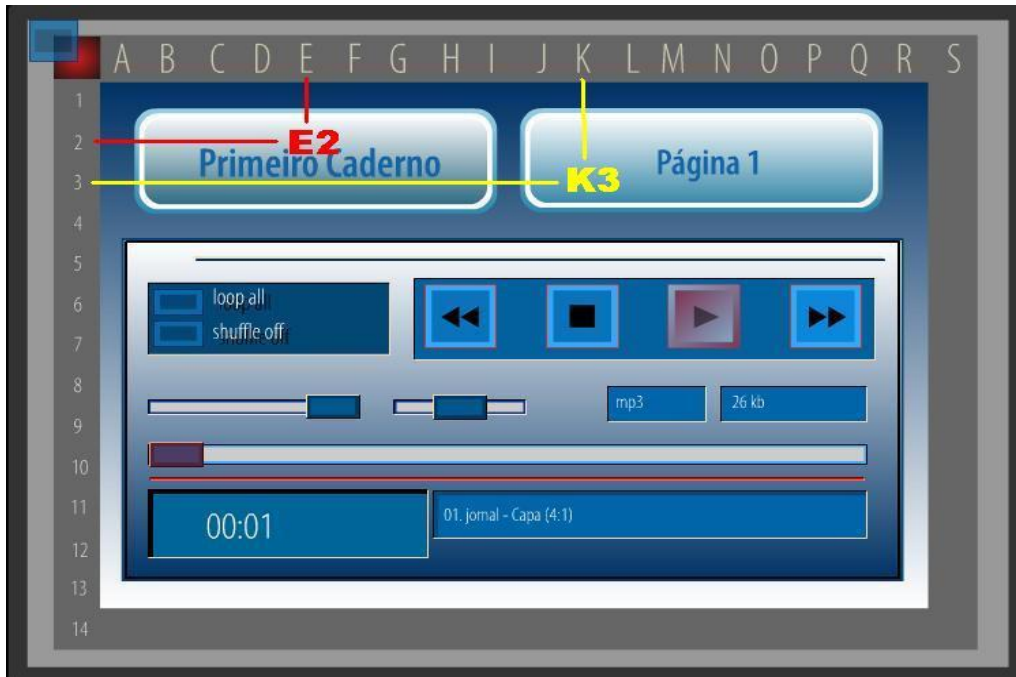 A B C D E F G H I J K L M N O P Q R S
1
2 E2
Primeiro Caderno Página 1
3 K3
4
5
6 loop all
shuffle off
7
8
mp3 26 kb
9
10
11 01. jornal - Capa (4:1)
00:01
12
13
14